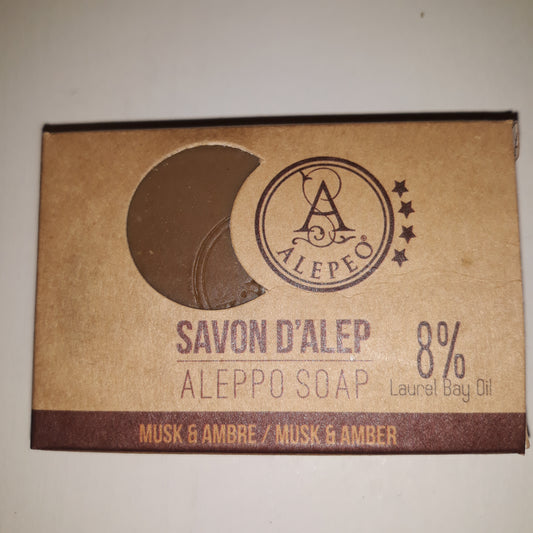 A
ALEPEO®
SAVON D'ALEP
ALEPPO SOAP
8%
Laurel Bay Oil
MUSK & AMBRE / MUSK & AMBER